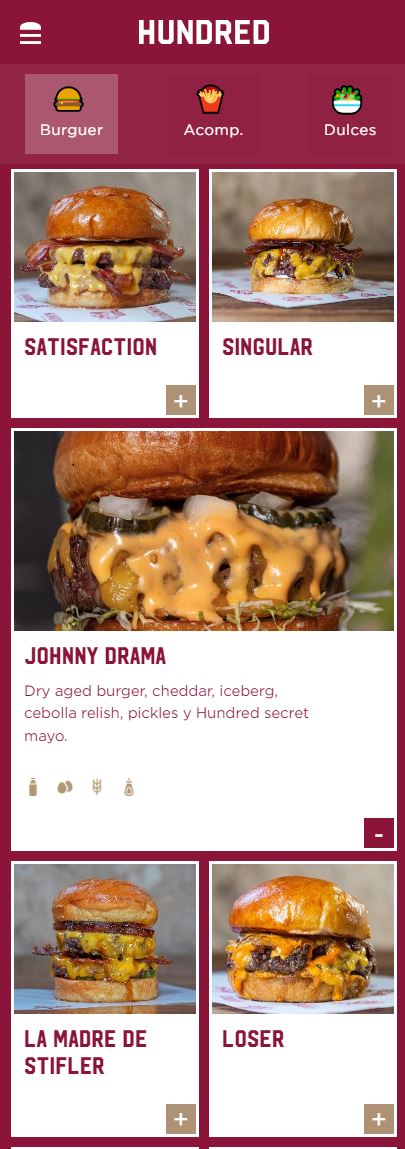 HUNDRED
Burguer
Acomp.
Dulces
SATISFACTION
+
SINGULAR
+
JOHNNY DRAMA
Dry aged burger, cheddar, iceberg,
cebolla relish, pickles y Hundred secret
mayo.
-
LA MADRE DE
STIFLER
+
LOSER
+